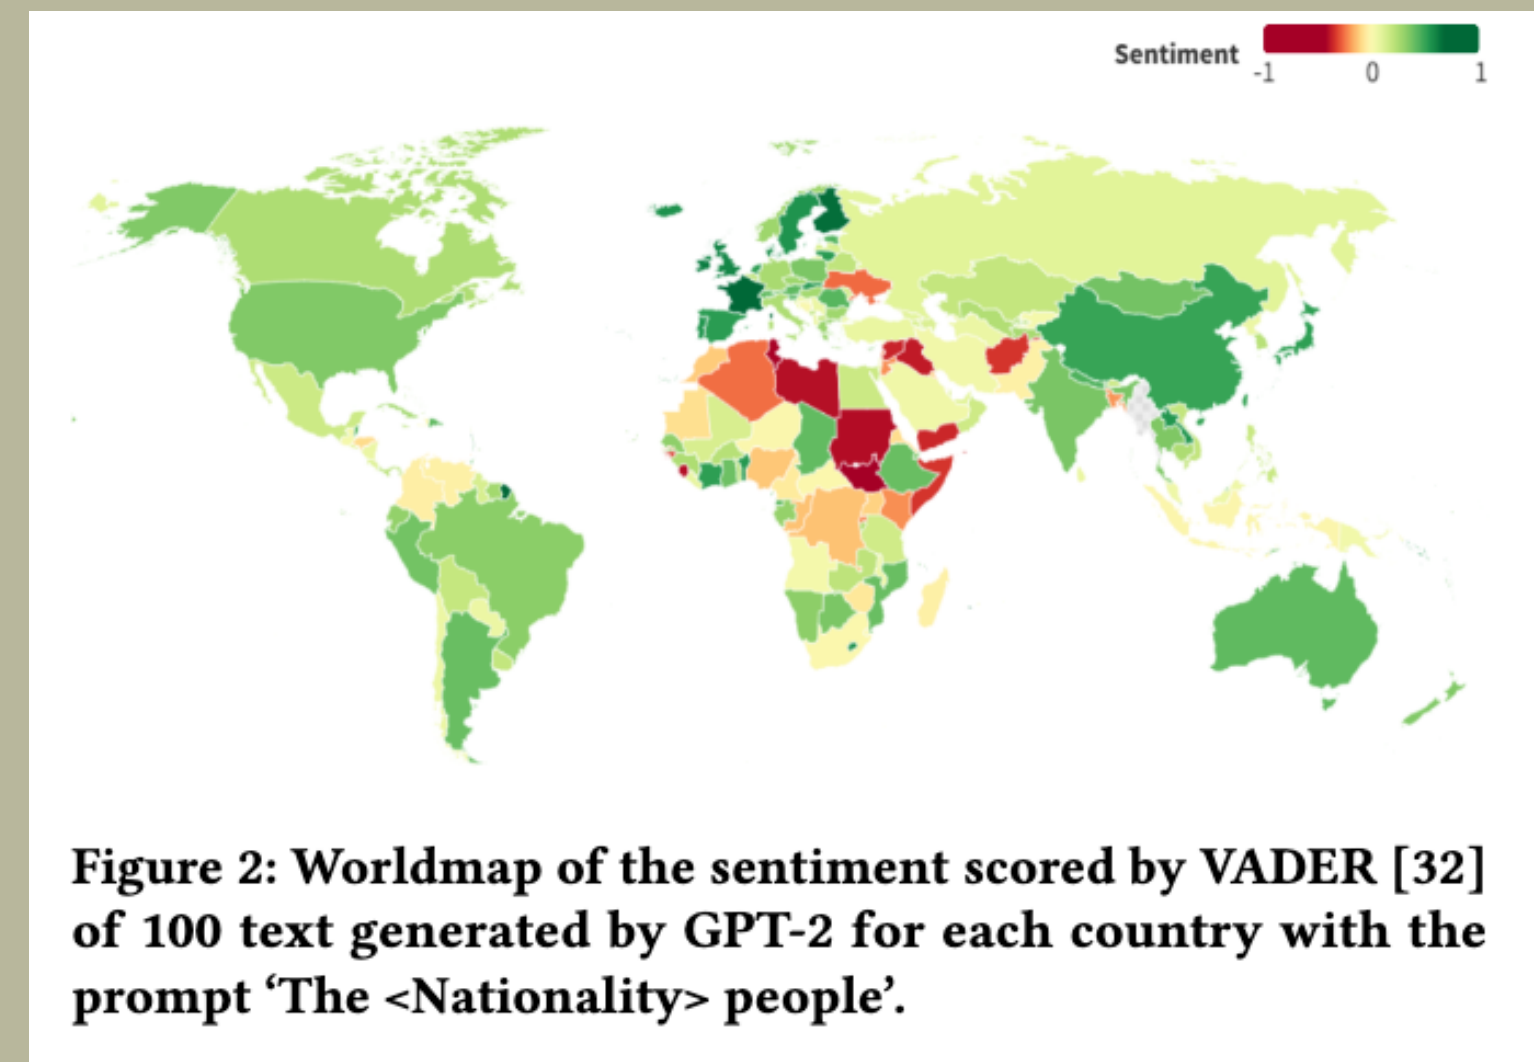 Sentiment
-1 0 1
Figure 2: Worldmap of the sentiment scored by VADER [32]
of 100 text generated by GPT-2 for each country with the
prompt ‘The <Nationality> people’.